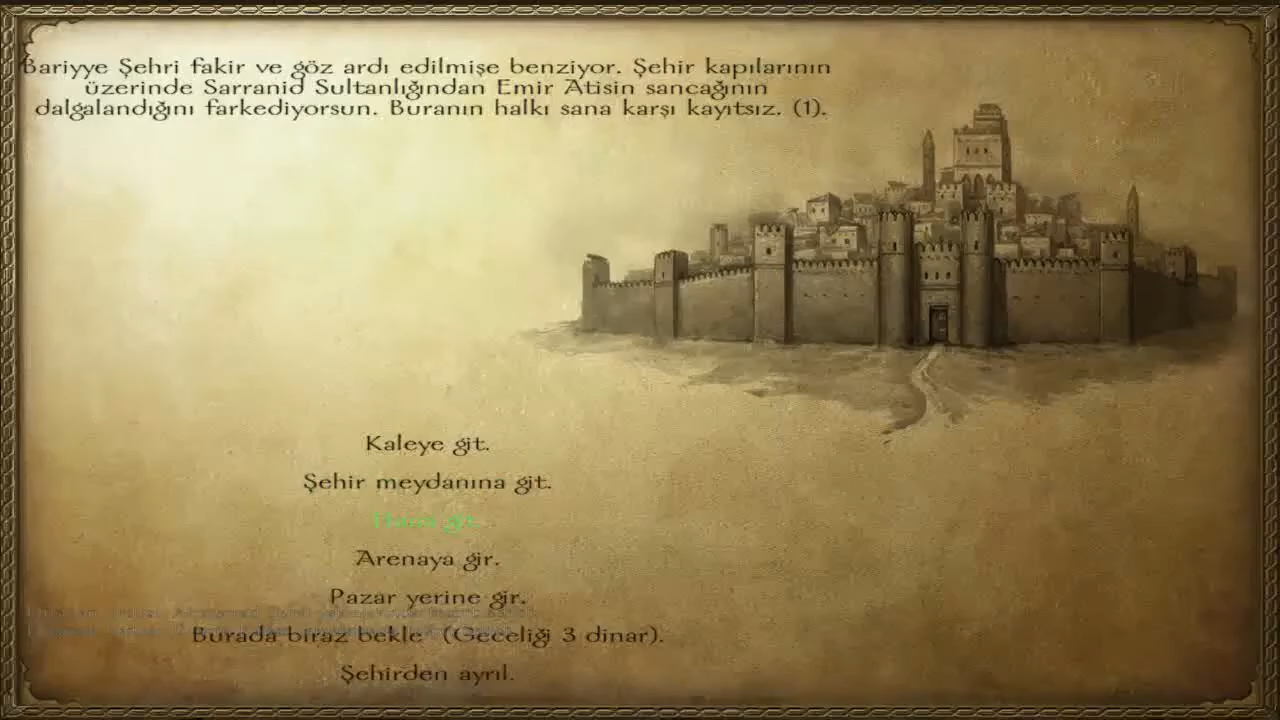 Bariyye Şehri fakir ve göz ardı edilmişe benziyor. Şehir kapılarının
üzerinde Sarranid Sultanlığından Emir Atisin sancağının
dalgalandığını farkediyorsun. Buranın halkı sana karşı kayıtsız. (1).
Kaleye git.
Şehir meydanına git.
Hana git.
Arenaya gir.
Pazar yerine gir.
Burada biraz bekle (Geceliği 3 dinar).
Şehirden ayrıl.